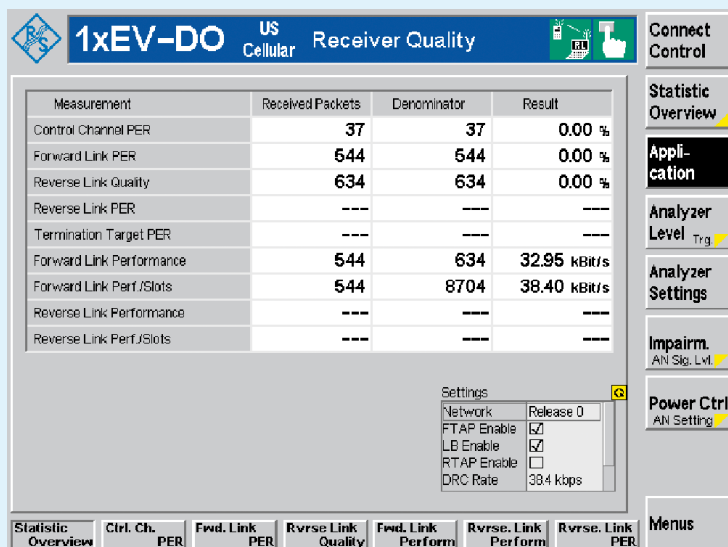 R S
1xEV-DO US Cellular Receiver Quality
RL
Measurement Received Packets Denominator Result
Control Channel PER 37 37 0.00 %
Forward Link PER 544 544 0.00 %
Reverse Link Quality 634 634 0.00 %
Reverse Link PER --- --- ---
Termination Target PER --- --- ---
Forward Link Performance 544 634 32.95 kBit/s
Forward Link Perf./Slots 544 8704 38.40 kBit/s
Reverse Link Performance --- --- ---
Reverse Link Perf./Slots --- --- ---
Settings
Network Release 0
FTAP Enable
LB Enable
RTAP Enable
DRC Rate 38.4 kbps
Connect
Control
Statistic
Overview
Appli-
cation
Analyzer
Level Trg.
Analyzer
Settings
Impairm.
AN Sig. Lvl.
Power Ctrl
AN Setting
Menus
Statistic
Overview
Ctrl. Ch.
PER
Fwd. Link
PER
Rvrse Link
Quality
Fwd. Link
Perform
Rvrse. Link
Perform
Rvrse. Link
PER